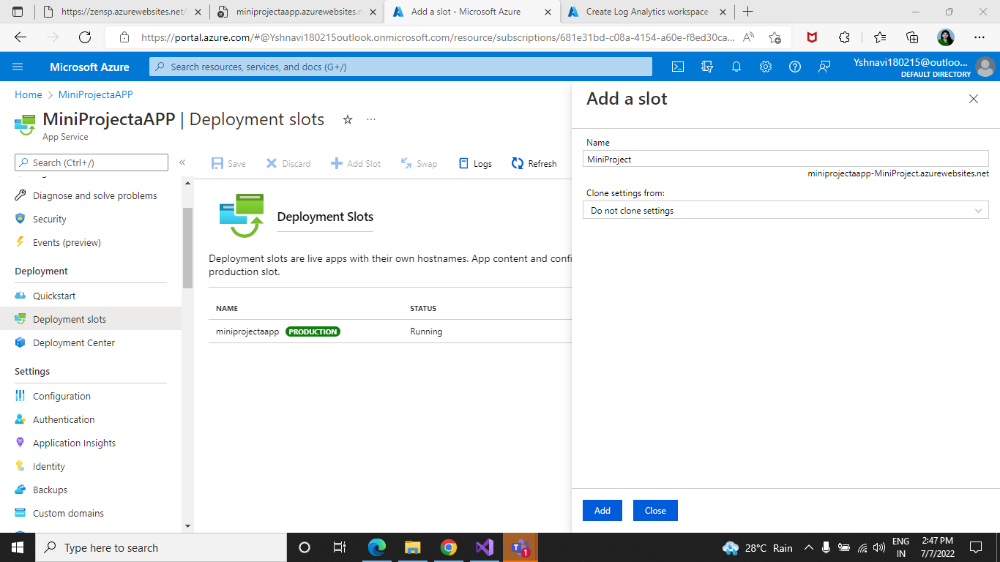 https://zensp.azurewebsites.net/
miniprojectaapp.azurewebsites.n
Add a slot - Microsoft Azure
Create Log Analytics workspace
https://portal.azure.com/#@Yshnavi180215outlook.onmicrosoft.com/resource/subscriptions/681e31bd-c08a-4154-a60e-f8ed30ca...
Microsoft Azure
Search resources, services, and docs (G+/)
Yshnavi180215@outloo...
DEFAULT DIRECTORY
Home > MiniProjectaAPP
MiniProjectaAPP | Deployment slots
App Service
Search (Ctrl+/)
Diagnose and solve problems
Security
Events (preview)
Deployment
Quickstart
Deployment slots
Deployment Center
Settings
Configuration
Authentication
Application Insights
Identity
Backups
Custom domains
Save
Discard
Add Slot
Swap
Logs
Refresh
Deployment Slots
Deployment slots are live apps with their own hostnames. App content and confi
production slot.
NAME STATUS
miniprojectaapp PRODUCTION Running
Add a slot
Name
MiniProject
miniprojectaapp-MiniProject.azurewebsites.net
Clone settings from:
Do not clone settings
Add
Close
Type here to search
1
28°C Rain
ENG
IN
2:47 PM
7/7/2022